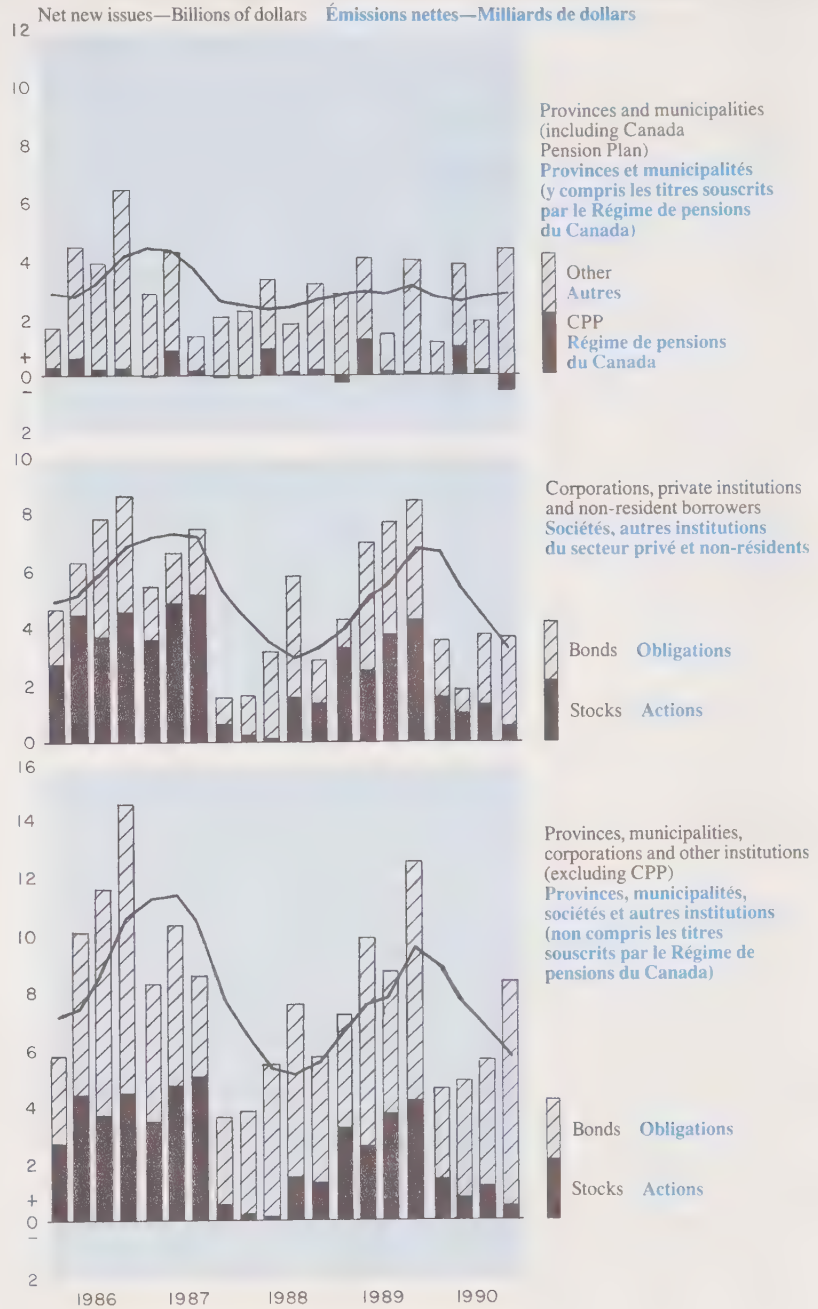 Net new issues—Billions of dollars Émissions nettes—Milliards de dollars
12
10
8
6
4
2
+
0
−
2
Provinces and municipalities
(including Canada
Pension Plan)
Provinces et municipalités
(y compris les titres souscrits
par le Régime de pensions
du Canada)
Other
Autres
CPP
Régime de pensions
du Canada
10
8
6
4
2
0
Corporations, private institutions
and non-resident borrowers
Sociétés, autres institutions
du secteur privé et non-résidents
Bonds Obligations
Stocks Actions
16
14
12
10
8
6
4
2
+
0
−
2
Provinces, municipalities,
corporations and other institutions
(excluding CPP)
Provinces, municipalités,
sociétés et autres institutions
(non compris les titres
souscrits par le Régime de
pensions du Canada)
Bonds Obligations
Stocks Actions
1986 1987 1988 1989 1990